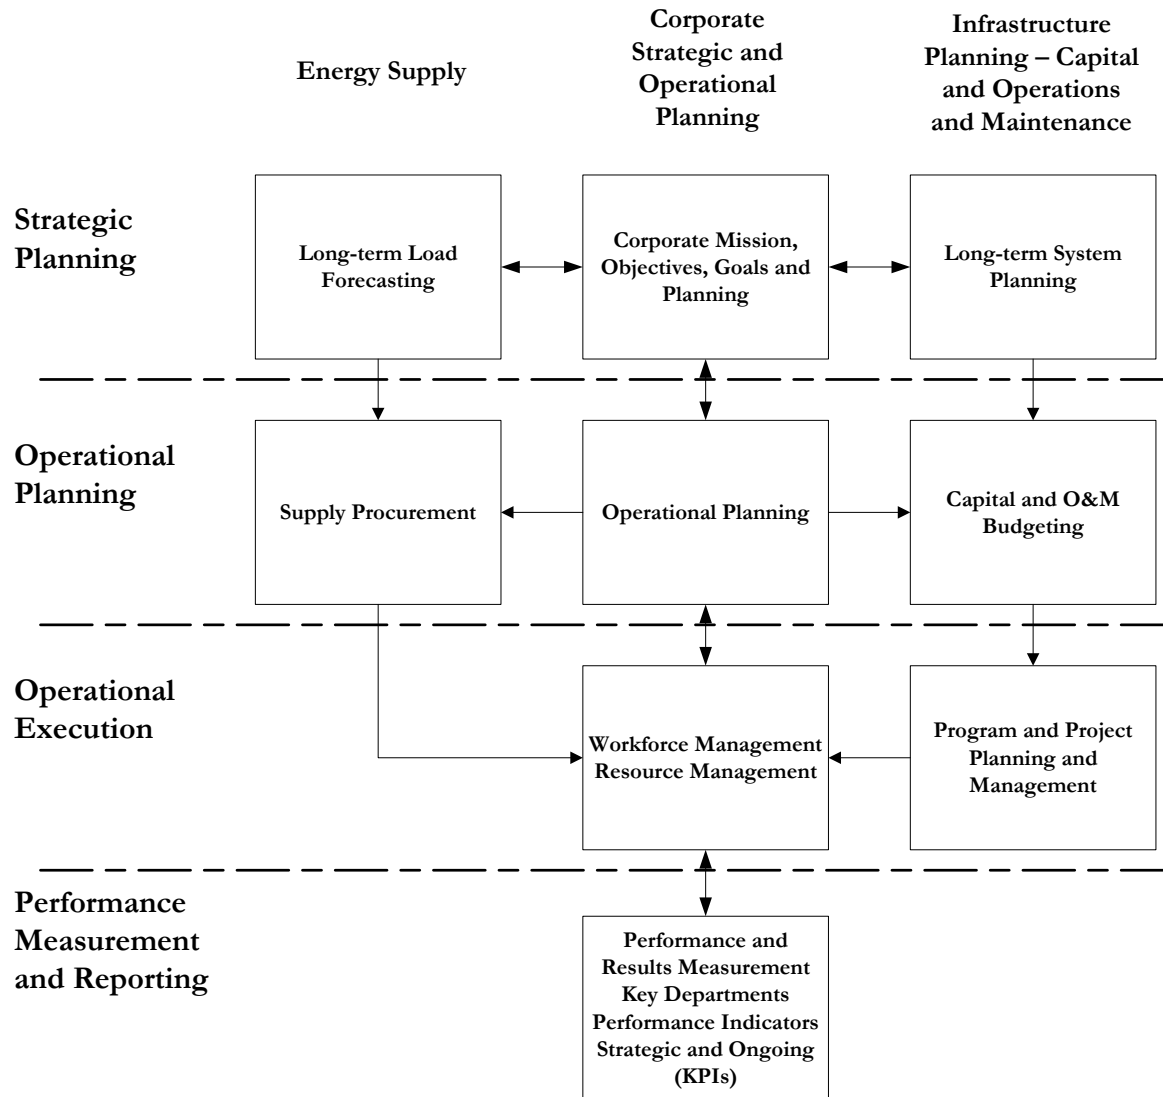 Energy Supply
Corporate
Strategic and
Operational
Planning
Infrastructure
Planning – Capital
and Operations
and Maintenance
Strategic
Planning
Long-term Load
Forecasting
Corporate Mission,
Objectives, Goals and
Planning
Long-term System
Planning
Operational
Planning
Supply Procurement
Operational Planning
Capital and O&M
Budgeting
Operational
Execution
Workforce Management
Resource Management
Program and Project
Planning and
Management
Performance
Measurement
and Reporting
Performance and
Results Measurement
Key Departments
Performance Indicators
Strategic and Ongoing
(KPIs)